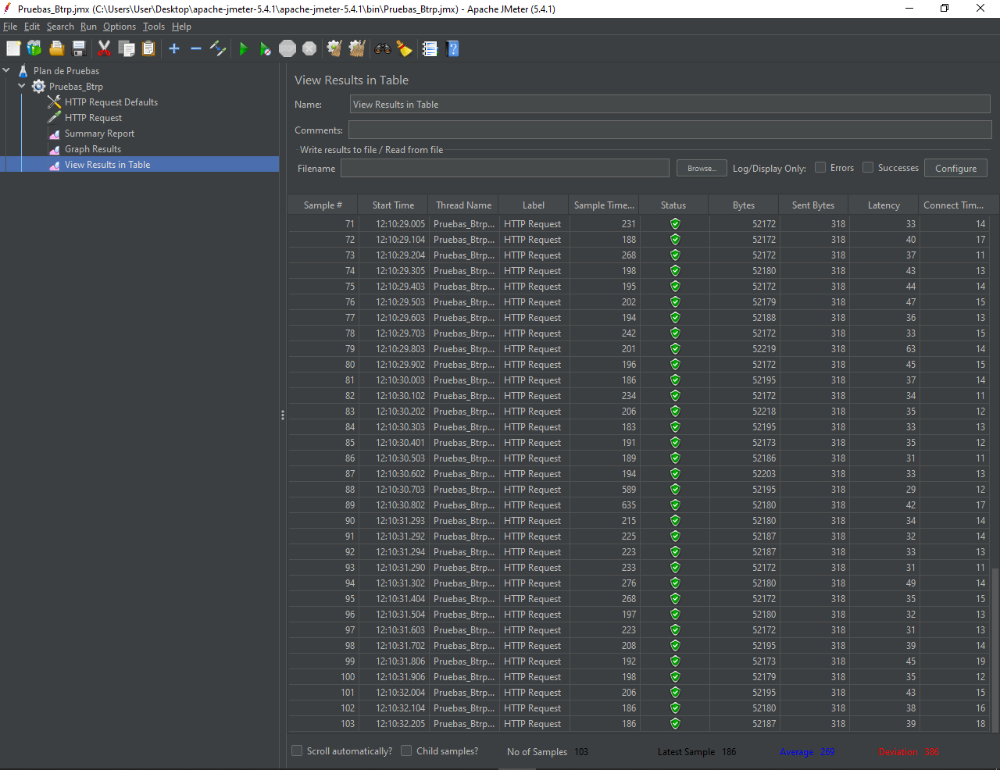 Pruebas_Btrp.jmx (C:\Users\User\Desktop\apache-jmeter-5.4.1\apache-jmeter-5.4.1\bin\Pruebas_Btrp.jmx) - Apache JMeter (5.4.1)
File Edit Search Run Options Tools Help
STOP
Plan de Pruebas
Pruebas_Btrp
HTTP Request Defaults
HTTP Request
Summary Report
Graph Results
View Results in Table
View Results in Table
Name: View Results in Table
Comments:
Write results to file / Read from file
Filename Browse... Log/Display Only: Errors Successes Configure
Sample # Start Time Thread Name Label Sample Time... Status Bytes Sent Bytes Latency Connect Tim...
71 12:10:29.005 Pruebas_Btrp... HTTP Request 231 52172 318 33 14
72 12:10:29.104 Pruebas_Btrp... HTTP Request 188 52172 318 40 17
73 12:10:29.204 Pruebas_Btrp... HTTP Request 268 52172 318 37 11
74 12:10:29.305 Pruebas_Btrp... HTTP Request 198 52180 318 43 13
75 12:10:29.403 Pruebas_Btrp... HTTP Request 195 52172 318 44 14
76 12:10:29.503 Pruebas_Btrp... HTTP Request 202 52179 318 47 15
77 12:10:29.603 Pruebas_Btrp... HTTP Request 194 52188 318 36 13
78 12:10:29.703 Pruebas_Btrp... HTTP Request 242 52172 318 33 15
79 12:10:29.803 Pruebas_Btrp... HTTP Request 201 52219 318 63 14
80 12:10:29.902 Pruebas_Btrp... HTTP Request 196 52172 318 45 15
81 12:10:30.003 Pruebas_Btrp... HTTP Request 186 52195 318 37 14
82 12:10:30.102 Pruebas_Btrp... HTTP Request 234 52172 318 34 11
83 12:10:30.202 Pruebas_Btrp... HTTP Request 206 52218 318 35 12
84 12:10:30.303 Pruebas_Btrp... HTTP Request 183 52195 318 33 13
85 12:10:30.401 Pruebas_Btrp... HTTP Request 191 52173 318 35 12
86 12:10:30.503 Pruebas_Btrp... HTTP Request 189 52186 318 31 11
87 12:10:30.602 Pruebas_Btrp... HTTP Request 194 52203 318 33 13
88 12:10:30.703 Pruebas_Btrp... HTTP Request 589 52195 318 29 12
89 12:10:30.802 Pruebas_Btrp... HTTP Request 635 52180 318 42 17
90 12:10:31.293 Pruebas_Btrp... HTTP Request 215 52180 318 34 14
91 12:10:31.292 Pruebas_Btrp... HTTP Request 225 52187 318 32 14
92 12:10:31.294 Pruebas_Btrp... HTTP Request 223 52187 318 33 13
93 12:10:31.290 Pruebas_Btrp... HTTP Request 233 52172 318 31 11
94 12:10:31.302 Pruebas_Btrp... HTTP Request 276 52180 318 49 14
95 12:10:31.404 Pruebas_Btrp... HTTP Request 268 52172 318 35 15
96 12:10:31.504 Pruebas_Btrp... HTTP Request 197 52180 318 32 13
97 12:10:31.603 Pruebas_Btrp... HTTP Request 223 52172 318 31 13
98 12:10:31.702 Pruebas_Btrp... HTTP Request 208 52195 318 39 14
99 12:10:31.806 Pruebas_Btrp... HTTP Request 192 52173 318 45 19
100 12:10:31.906 Pruebas_Btrp... HTTP Request 198 52179 318 35 12
101 12:10:32.004 Pruebas_Btrp... HTTP Request 206 52195 318 43 15
102 12:10:32.104 Pruebas_Btrp... HTTP Request 186 52180 318 38 16
103 12:10:32.205 Pruebas_Btrp... HTTP Request 186 52187 318 39 18
Scroll automatically? Child samples? No of Samples 103 Latest Sample 186 Average 269 Deviation 386